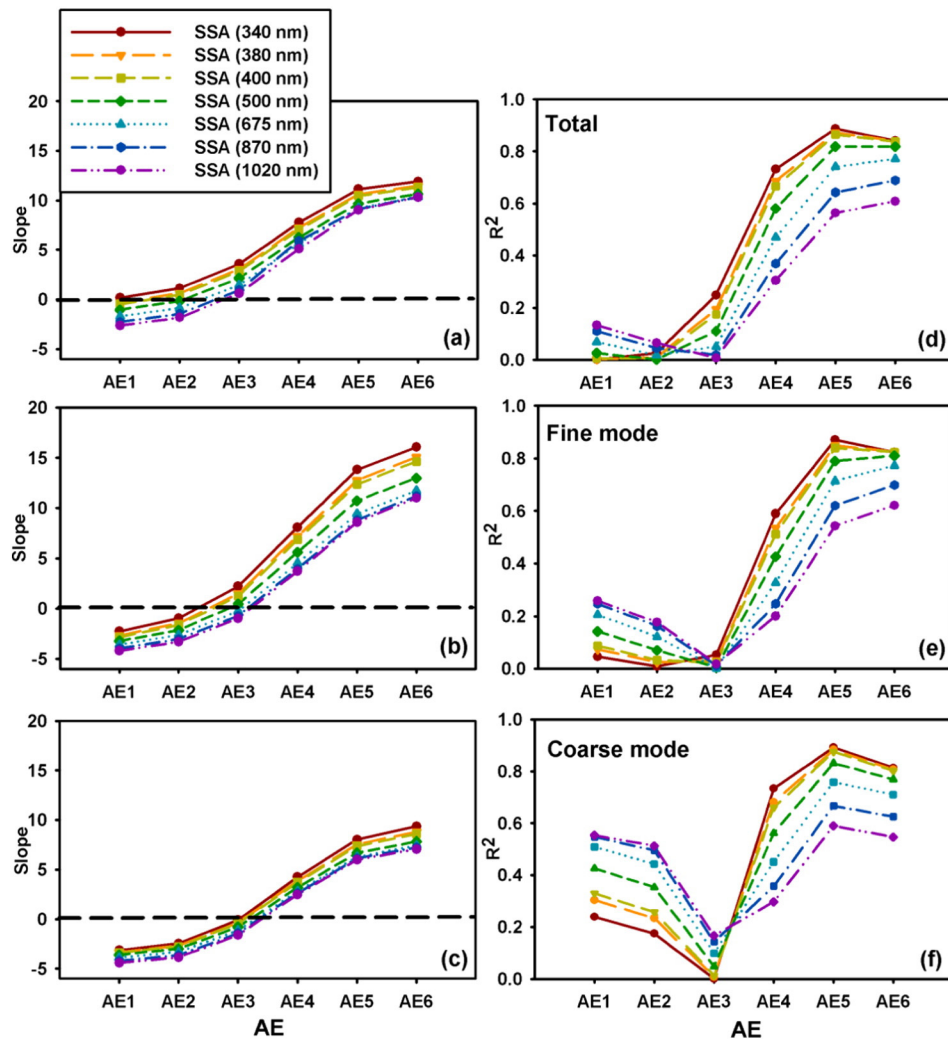 SSA (340 nm)
SSA (380 nm)
SSA (400 nm)
SSA (500 nm)
SSA (675 nm)
SSA (870 nm)
SSA (1020 nm)
20
15
10
5
0
-5
Slope
(a)
AE1 AE2 AE3 AE4 AE5 AE6
1.0
0.8
0.6
0.4
0.2
0.0
R²
Total
(d)
AE1 AE2 AE3 AE4 AE5 AE6
20
15
10
5
0
-5
Slope
(b)
AE1 AE2 AE3 AE4 AE5 AE6
1.0
0.8
0.6
0.4
0.2
0.0
R²
Fine mode
(e)
AE1 AE2 AE3 AE4 AE5 AE6
20
15
10
5
0
-5
Slope
(c)
AE1 AE2 AE3 AE4 AE5 AE6
AE
1.0
0.8
0.6
0.4
0.2
0.0
R²
Coarse mode
(f)
AE1 AE2 AE3 AE4 AE5 AE6
AE